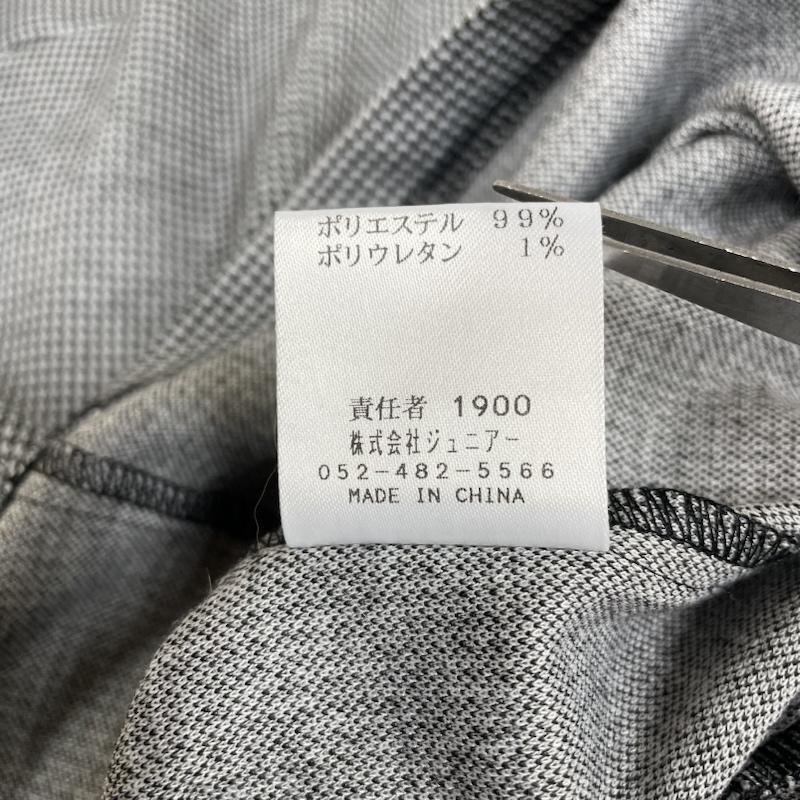 ポリエステル 99%
ポリウレタン 1%
責任者 1900
株式会社ジュニアー
052-482-5566
MADE IN CHINA